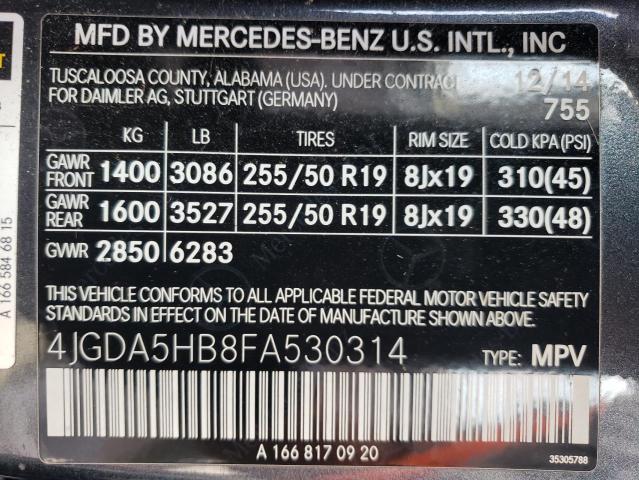 MFD BY MERCEDES-BENZ U.S. INTL., INC
TUSCALOOSA COUNTY, ALABAMA (USA). UNDER CONTRAC 12/14
FOR DAIMLER AG, STUTTGART (GERMANY) 755
KG LB TIRES RIM SIZE COLD KPA(PSI)
GAWR FRONT 1400 3086 255/50 R19 8Jx19 310(45)
GAWR REAR 1600 3527 255/50 R19 8Jx19 330(48)
GVWR 2850 6283
THIS VEHICLE CONFORMS TO ALL APPLICABLE FEDERAL MOTOR VEHICLE SAFETY
STANDARDS IN EFFECT ON THE DATE OF MANUFACTURE SHOWN ABOVE.
4JGDA5HB8FA530314 TYPE: MPV
A 166 817 09 20
35305788
A 166 584 68 15